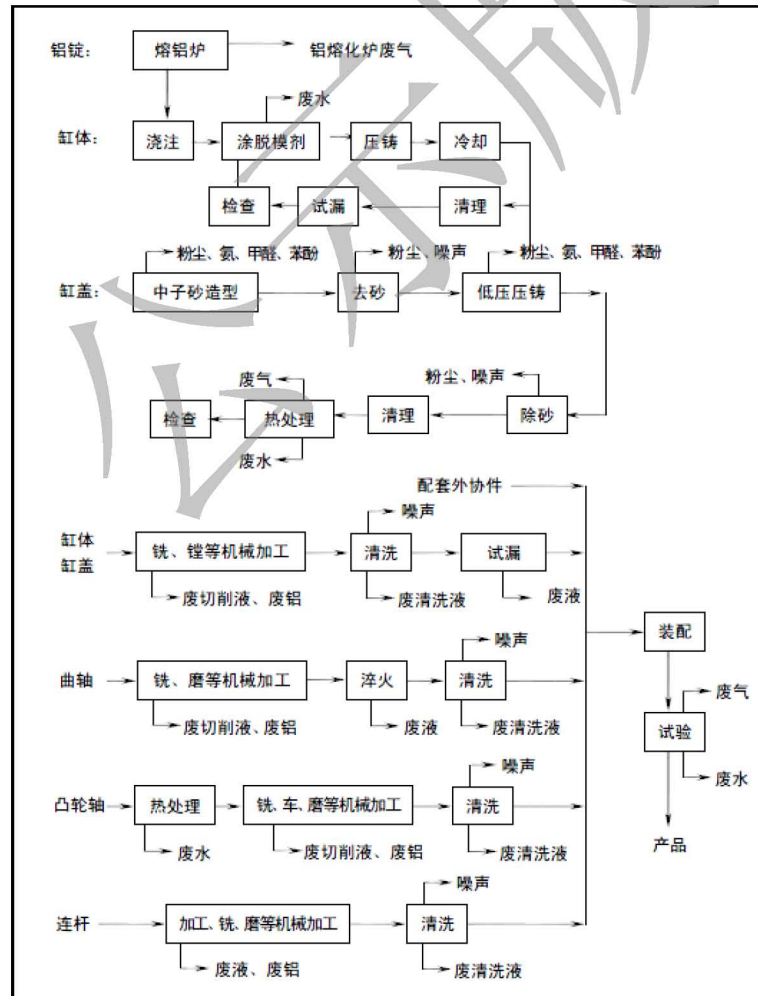 铝锭： 熔铝炉 铝熔化炉废气
废水
缸体： 浇注 涂脱模剂 压铸 冷却
检查 试漏 清理
粉尘、氨、甲醛、苯酚 粉尘、噪声 粉尘、氨、甲醛、苯酚
缸盖： 中子砂造型 去砂 低压压铸
废气 粉尘、噪声
检查 热处理 清理 除砂
废水
配套外协件
噪声
缸体
缸盖
铣、镗等机械加工 清洗 试漏
废切削液、废铝 废清洗液 废液
装配
噪声
曲轴 铣、磨等机械加工 淬火 清洗
废气
废切削液、废铝 废液 废清洗液
试验
噪声
废水
凸轮轴 热处理 铣、车、磨等机械加工 清洗
产品
废水 废切削液、废铝 废清洗液
噪声
连杆 加工、铣、磨等机械加工 清洗
废液、废铝 废清洗液
公示版